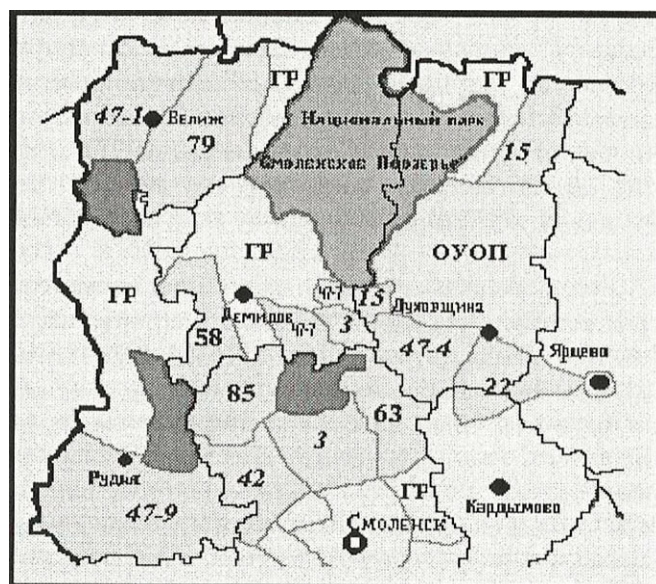 ГР
ГР
47-1
Велиж
79
Национальный парк
"Смоленское Поозерье"
15
ГР
ОУОП
ГР
47-7
15
Демидов
47-7
3
Духовщина
58
47-4
Ярцево
85
63
22
3
42
Рудня
ГР
Кардымово
47-9
Смоленск